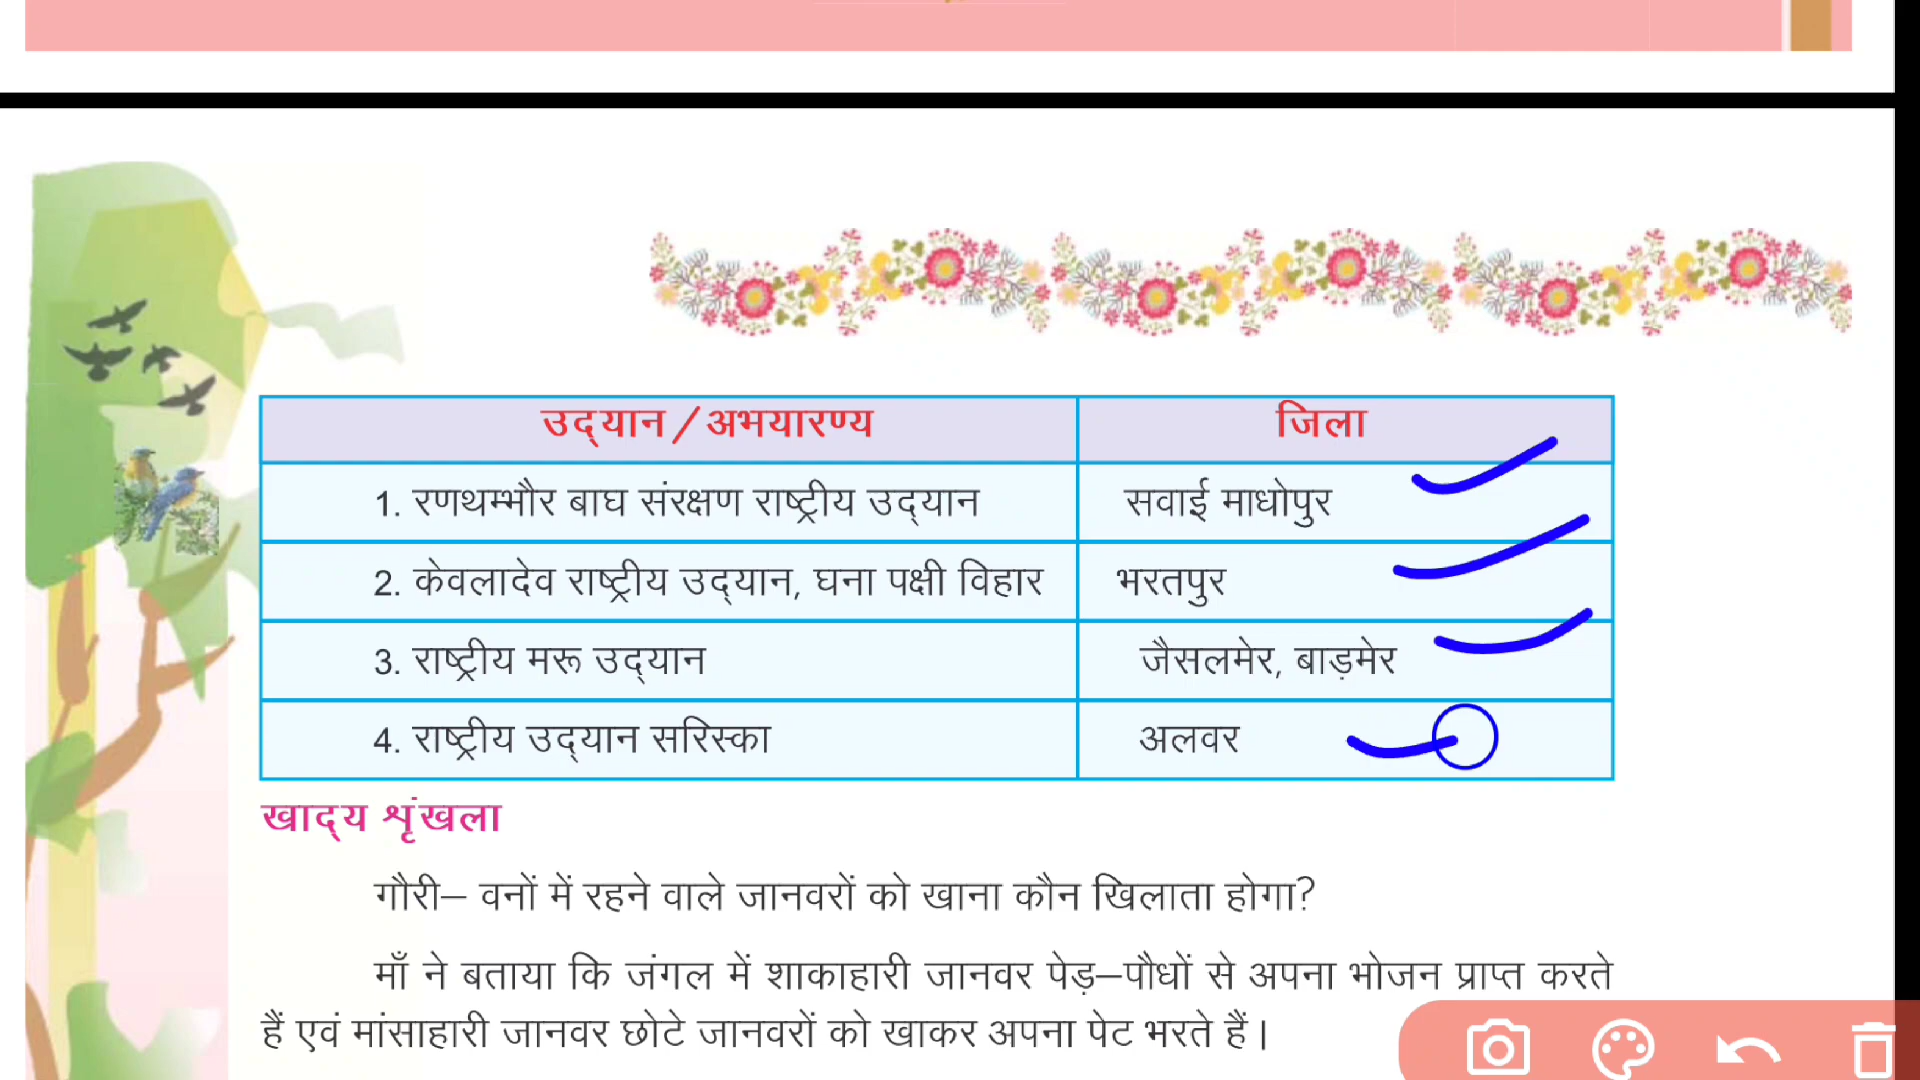 उद्यान/अभयारण्य जिला
1. रणथम्भौर बाघ संरक्षण राष्ट्रीय उद्यान सवाई माधोपुर
2. केवलादेव राष्ट्रीय उद्यान, घना पक्षी विहार भरतपुर
3. राष्ट्रीय मरू उद्यान जैसलमेर, बाड़मेर
4. राष्ट्रीय उद्यान सरिस्का अलवर
खाद्य शृंखला
गौरी– वनों में रहने वाले जानवरों को खाना कौन खिलाता होगा?
माँ ने बताया कि जंगल में शाकाहारी जानवर पेड़–पौधों से अपना भोजन प्राप्त करते
हैं एवं मांसाहारी जानवर छोटे जानवरों को खाकर अपना पेट भरते हैं।